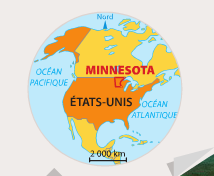 Nord
OCÉAN
PACIFIQUE
MINNESOTA
ÉTATS-UNIS
OCÉAN
ATLANTIQUE
2 000 km